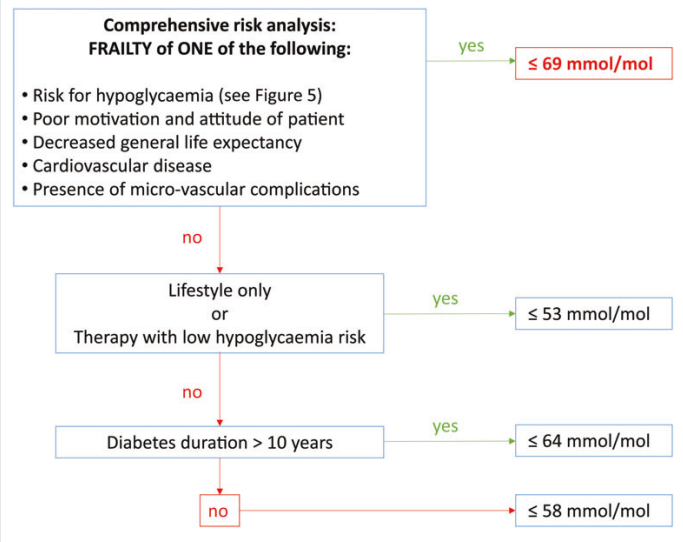 Comprehensive risk analysis:
FRAILTY of ONE of the following:
• Risk for hypoglycaemia (see Figure 5)
• Poor motivation and attitude of patient
• Decreased general life expectancy
• Cardiovascular disease
• Presence of micro-vascular complications
yes
≤ 69 mmol/mol
no
Lifestyle only
or
Therapy with low hypoglycaemia risk
yes
≤ 53 mmol/mol
no
Diabetes duration > 10 years
yes
≤ 64 mmol/mol
no
≤ 58 mmol/mol